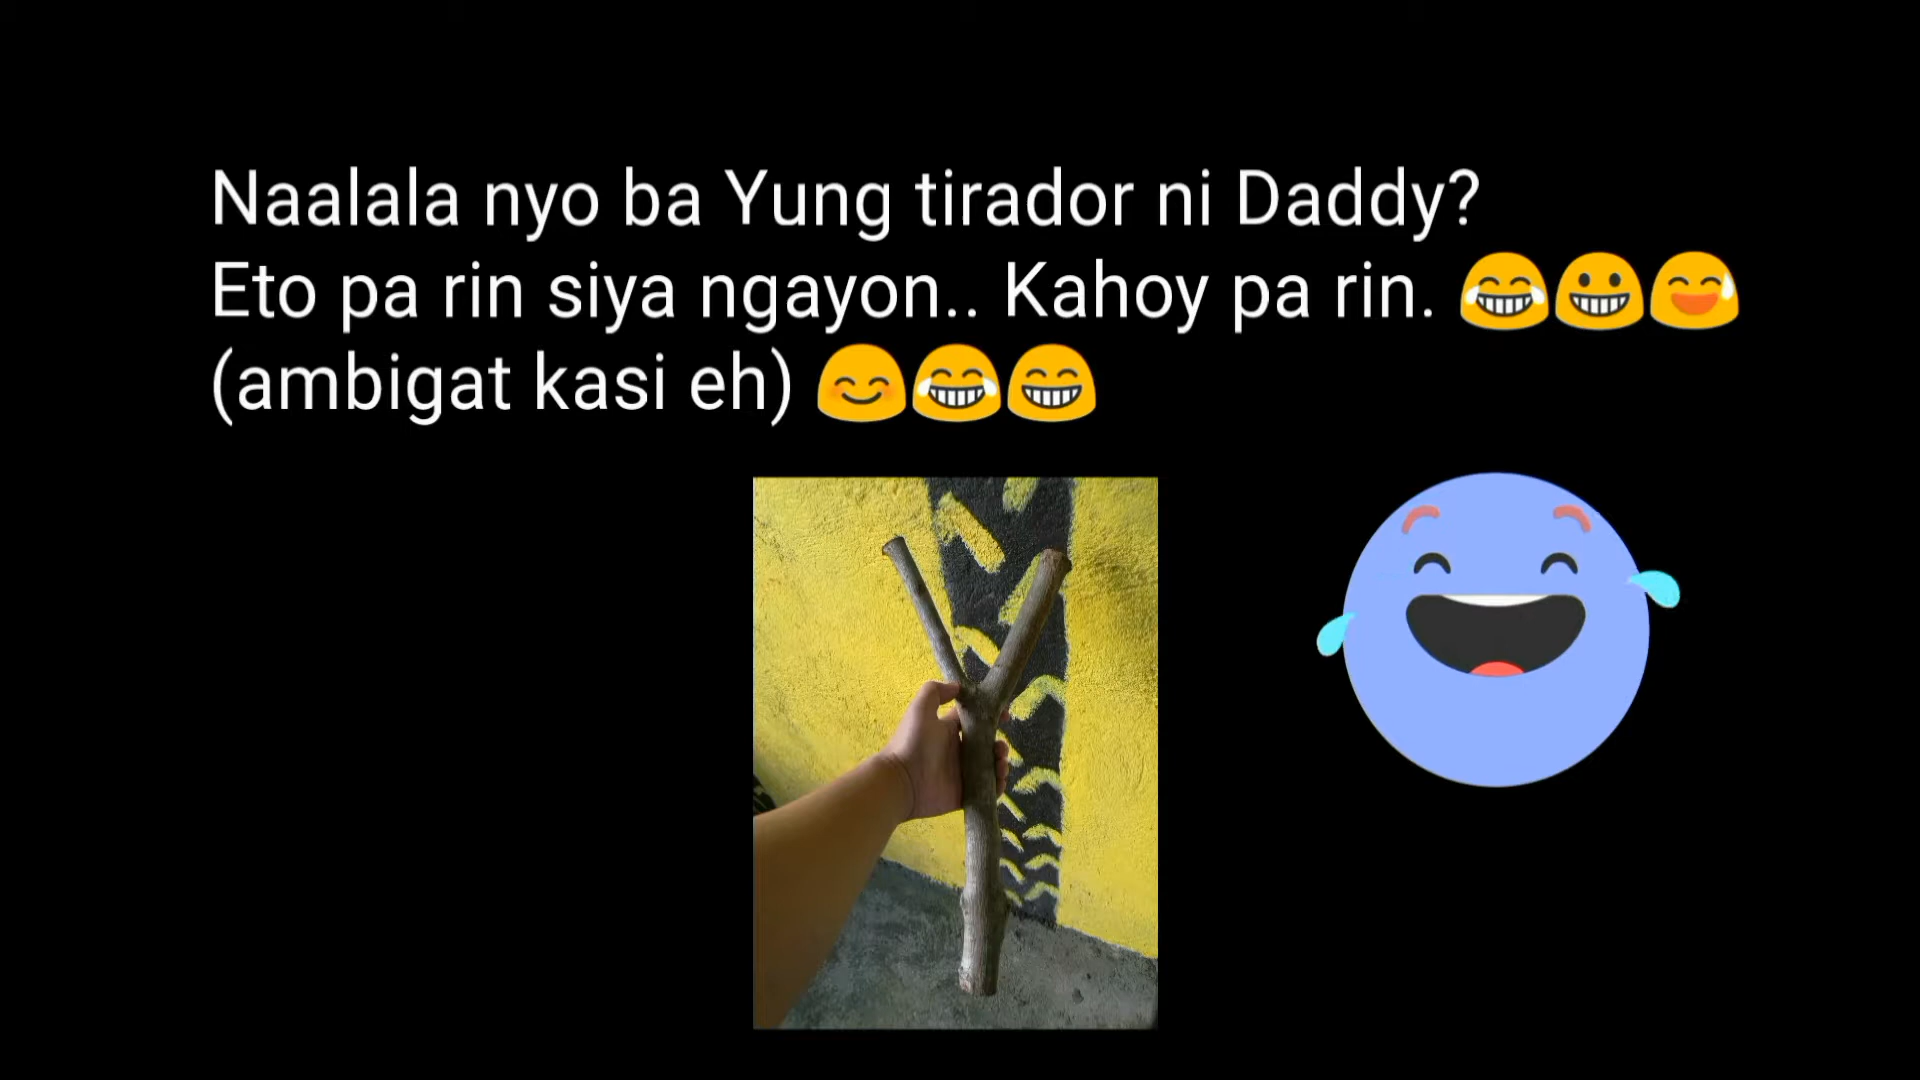 Naalala nyo ba Yung tirador ni Daddy?
Eto pa rin siya ngayon.. Kahoy pa rin. 😂😀😅
(ambigat kasi eh) 😊😂😁